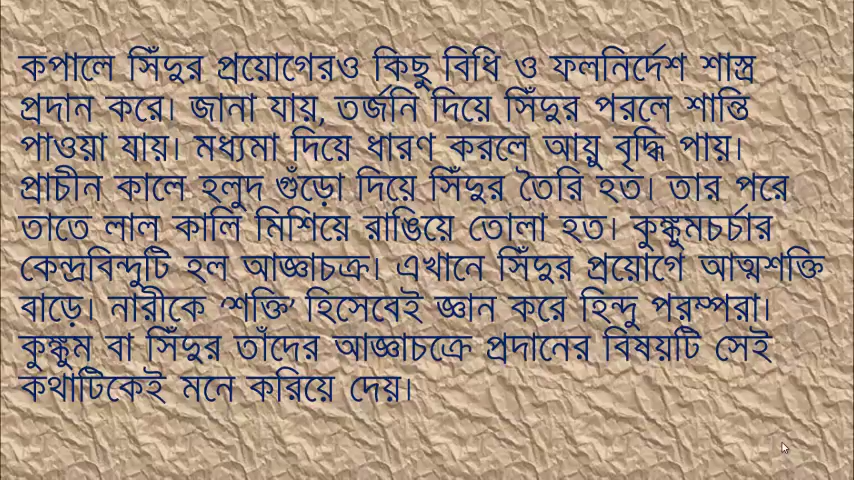 কপালে সিঁদুর প্রয়োগেরও কিছু বিধি ও ফলনির্দেশ শাস্ত্র
প্রদান করে। জানা যায়, তর্জনি দিয়ে সিঁদুর পরলে শান্তি
পাওয়া যায়। মধ্যমা দিয়ে ধারণ করলে আয়ু বৃদ্ধি পায়।
প্রাচীন কালে হলুদ গুঁড়ো দিয়ে সিঁদুর তৈরি হত। তার পরে
তাতে লাল কালি মিশিয়ে রাঙিয়ে তোলা হত। কুঙ্কুমচর্চার
কেন্দ্রবিন্দুটি হল আজ্ঞাচক্র। এখানে সিঁদুর প্রয়োগে আত্মশক্তি
বাড়ে। নারীকে ‘শক্তি’ হিসেবেই জ্ঞান করে হিন্দু পরম্পরা।
কুঙ্কুম বা সিঁদুর তাঁদের আজ্ঞাচক্রে প্রদানের বিষয়টি সেই
কথাটিকেই মনে করিয়ে দেয়।